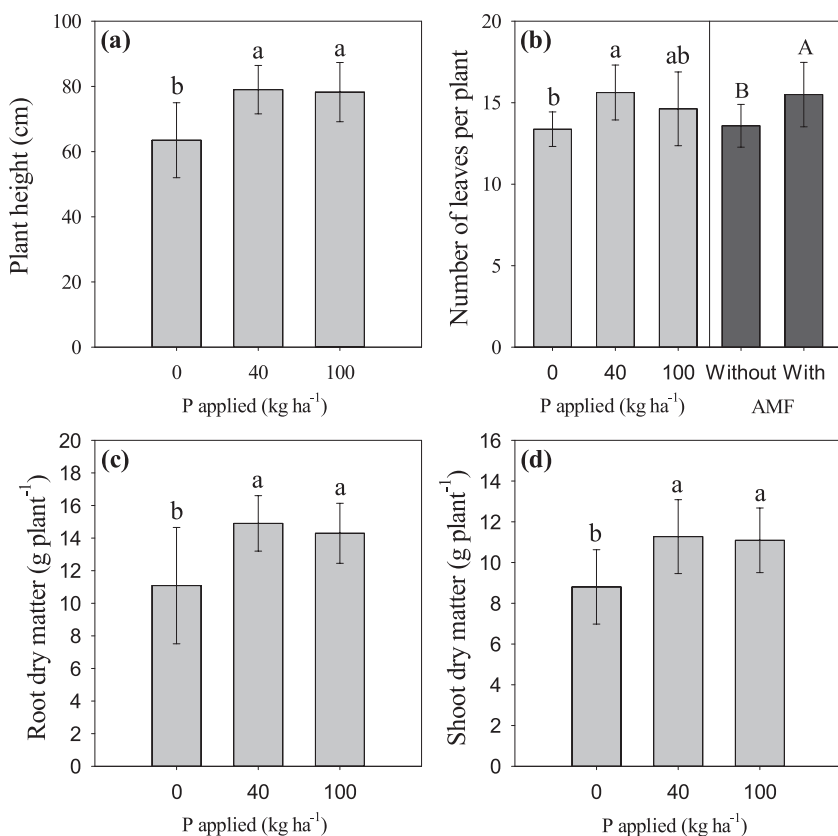 (a)
a
a
b
100
80
60
40
20
0
Plant height (cm)
0 40 100
P applied (kg ha⁻¹)
(b)
a
ab
b
A
B
20
15
10
5
0
Number of leaves per plant
0 40 100 Without With
P applied (kg ha⁻¹) AMF
(c)
a
a
b
20
18
16
14
12
10
8
6
4
2
0
Root dry matter (g plant⁻¹)
0 40 100
P applied (kg ha⁻¹)
(d)
a
a
b
16
14
12
10
8
6
4
2
0
Shoot dry matter (g plant⁻¹)
0 40 100
P applied (kg ha⁻¹)